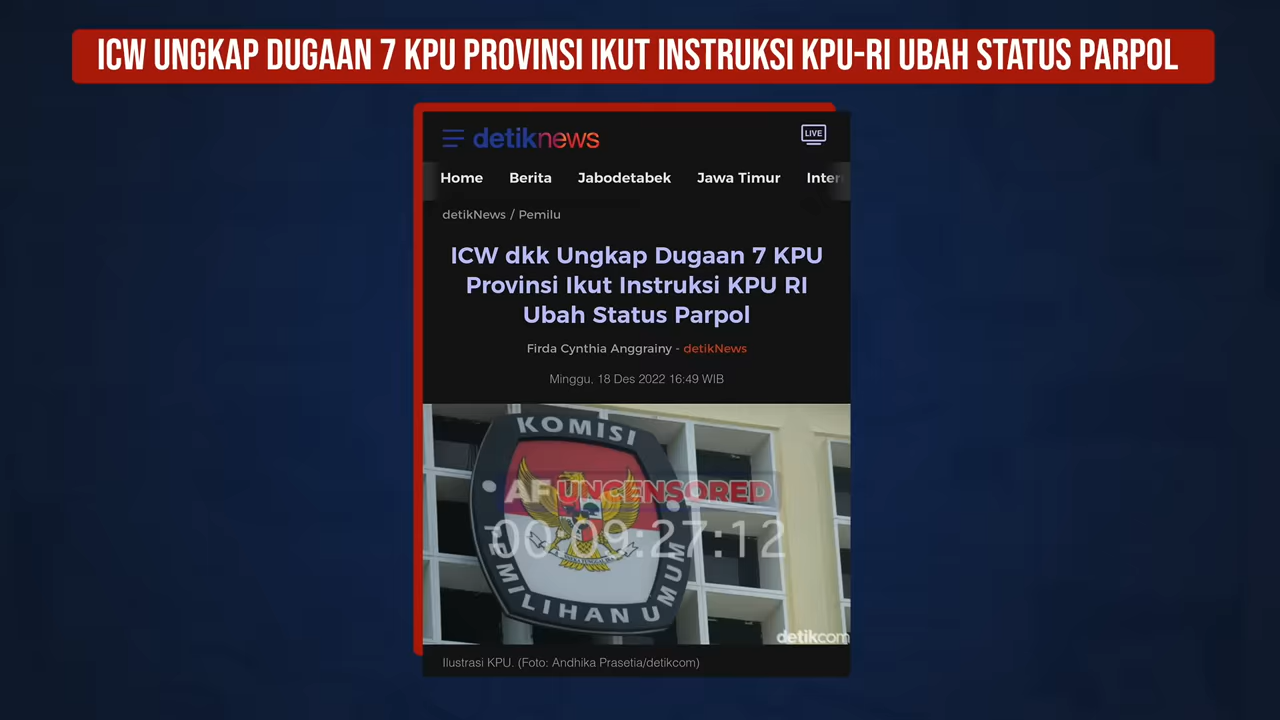 ICW UNGKAP DUGAAN 7 KPU PROVINSI IKUT INSTRUKSI KPU-RI UBAH STATUS PARPOL
detiknews
LIVE
Home Berita Jabodetabek Jawa Timur Inter
detikNews / Pemilu
ICW dkk Ungkap Dugaan 7 KPU
Provinsi Ikut Instruksi KPU RI
Ubah Status Parpol
Firda Cynthia Anggrainy - detikNews
Minggu, 18 Des 2022 16:49 WIB
KOMISI
PEMILIHAN UMUM
AF UNCENSORED
00:09:27:12
detikcom
Ilustrasi KPU. (Foto: Andhika Prasetia/detikcom)